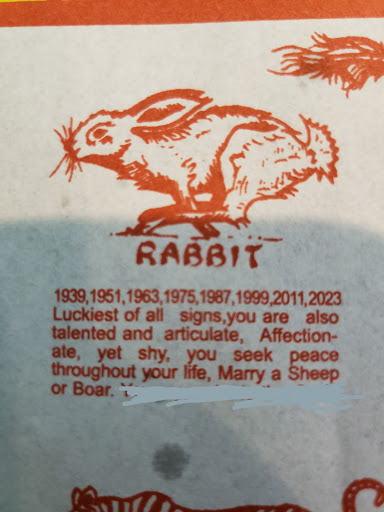 RABBIT
1939,1951,1963,1975,1987,1999,2011,2023
Luckiest of all signs,you are also
talented and articulate, Affection-
ate, yet shy, you seek peace
throughout your life, Marry a Sheep
or Boar.